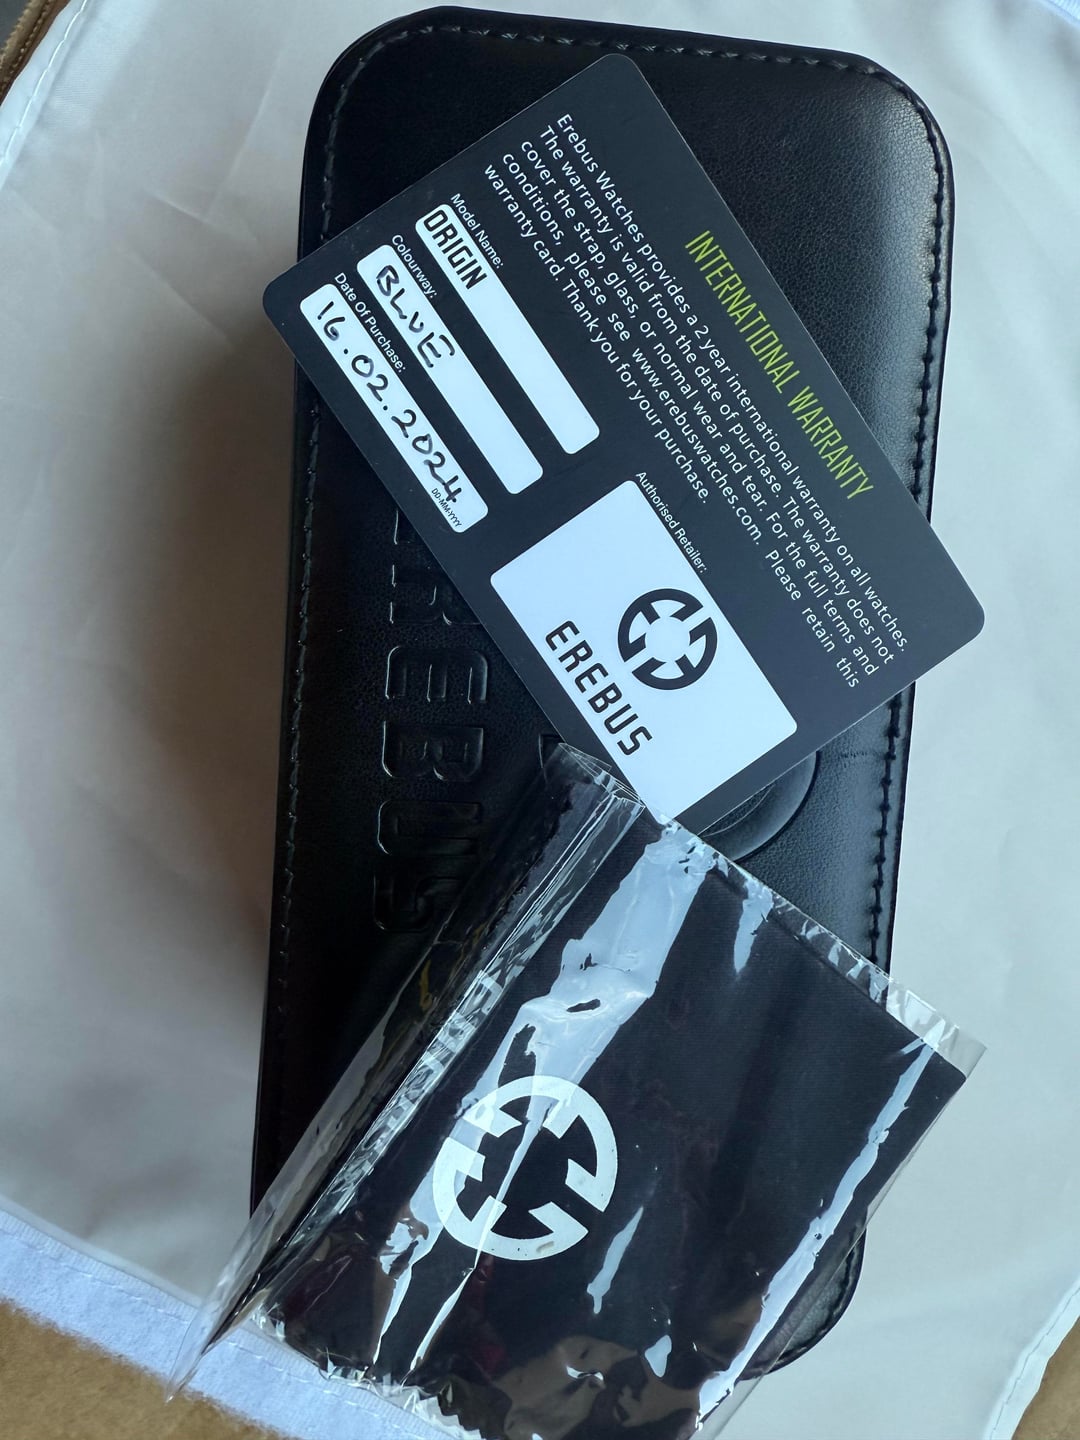 INTERNATIONAL WARRANTY
Erebus Watches provides a 2 year international warranty on all watches.
The warranty is valid from the date of purchase. The warranty does not
cover the strap, glass, or normal wear and tear. For the full terms and
conditions, please see www.erebuswatches.com. Please retain this
warranty card. Thank you for your purchase.
Model Name:
ORIGIN
Colourway:
BLUE
Date Of Purchase:
16.02.2024
DD-MM-YYYY
Authorised Retailer:
EREBUS
EREBUS